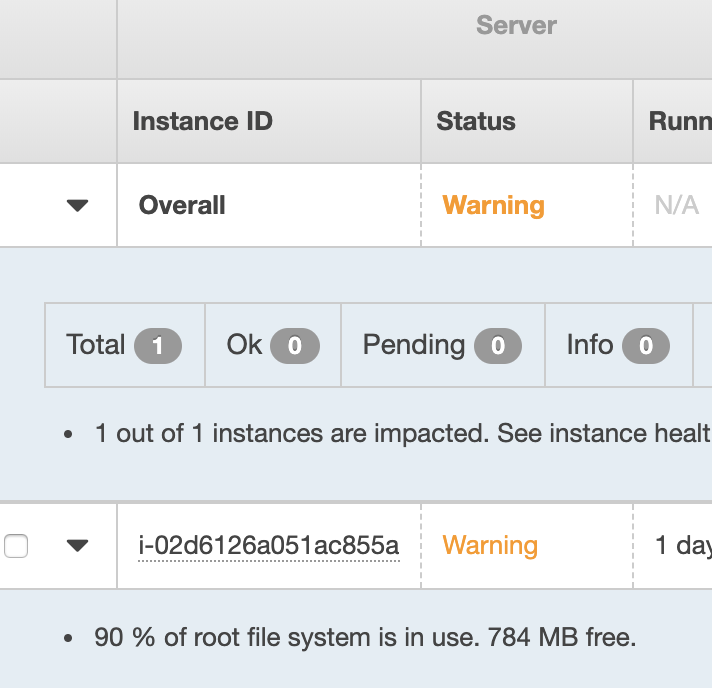 Server
Instance ID Status Runn
Overall Warning N/A
Total 1 Ok 0 Pending 0 Info 0
• 1 out of 1 instances are impacted. See instance healt
i-02d6126a051ac855a Warning 1 day
• 90 % of root file system is in use. 784 MB free.